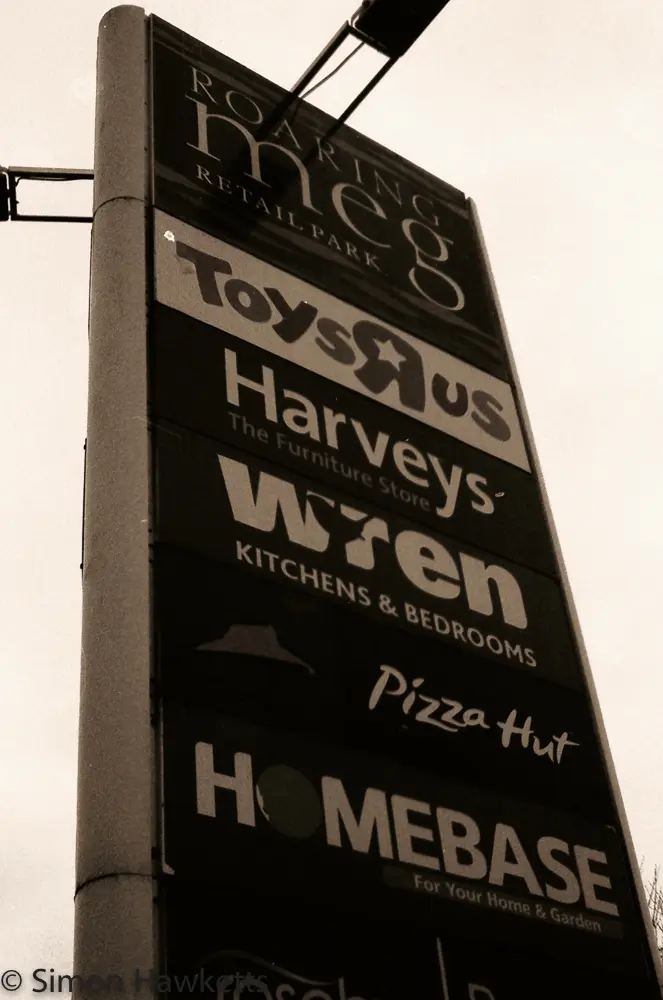 ROARING
meg
RETAIL PARK
ToysЯus
Harveys
The Furniture Store
wren
KITCHENS & BEDROOMS
Pizza Hut
HOMEBASE
For Your Home & Garden
© Simon Hawketts